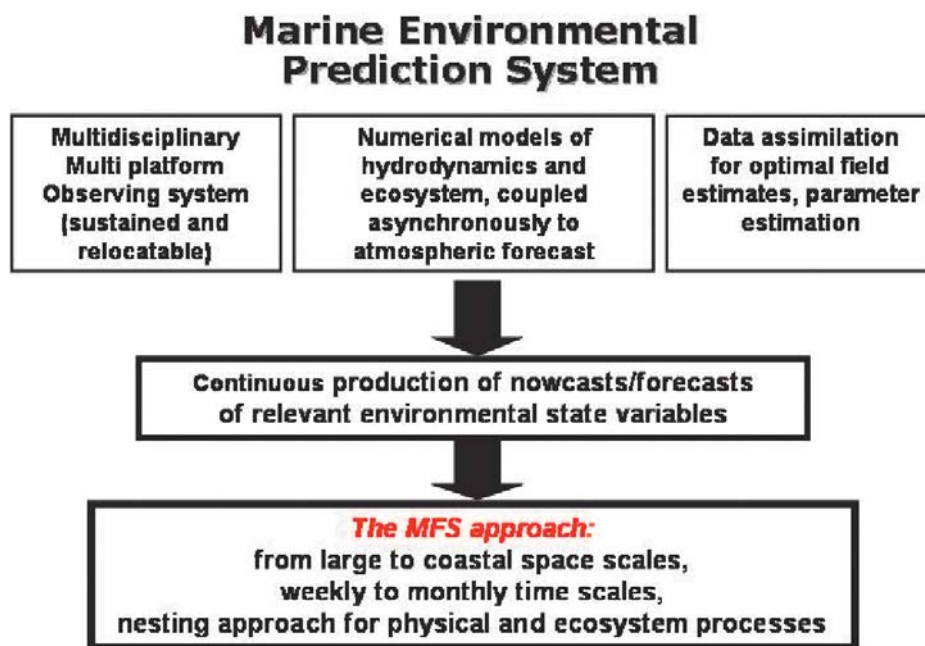 Marine Environmental
Prediction System
Multidisciplinary
Multi platform
Observing system
(sustained and
relocatable)
Numerical models of
hydrodynamics and
ecosystem, coupled
asynchronously to
atmospheric forecast
Data assimilation
for optimal field
estimates, parameter
estimation
Continuous production of nowcasts/forecasts
of relevant environmental state variables
The MFS approach:
from large to coastal space scales,
weekly to monthly time scales,
nesting approach for physical and ecosystem processes